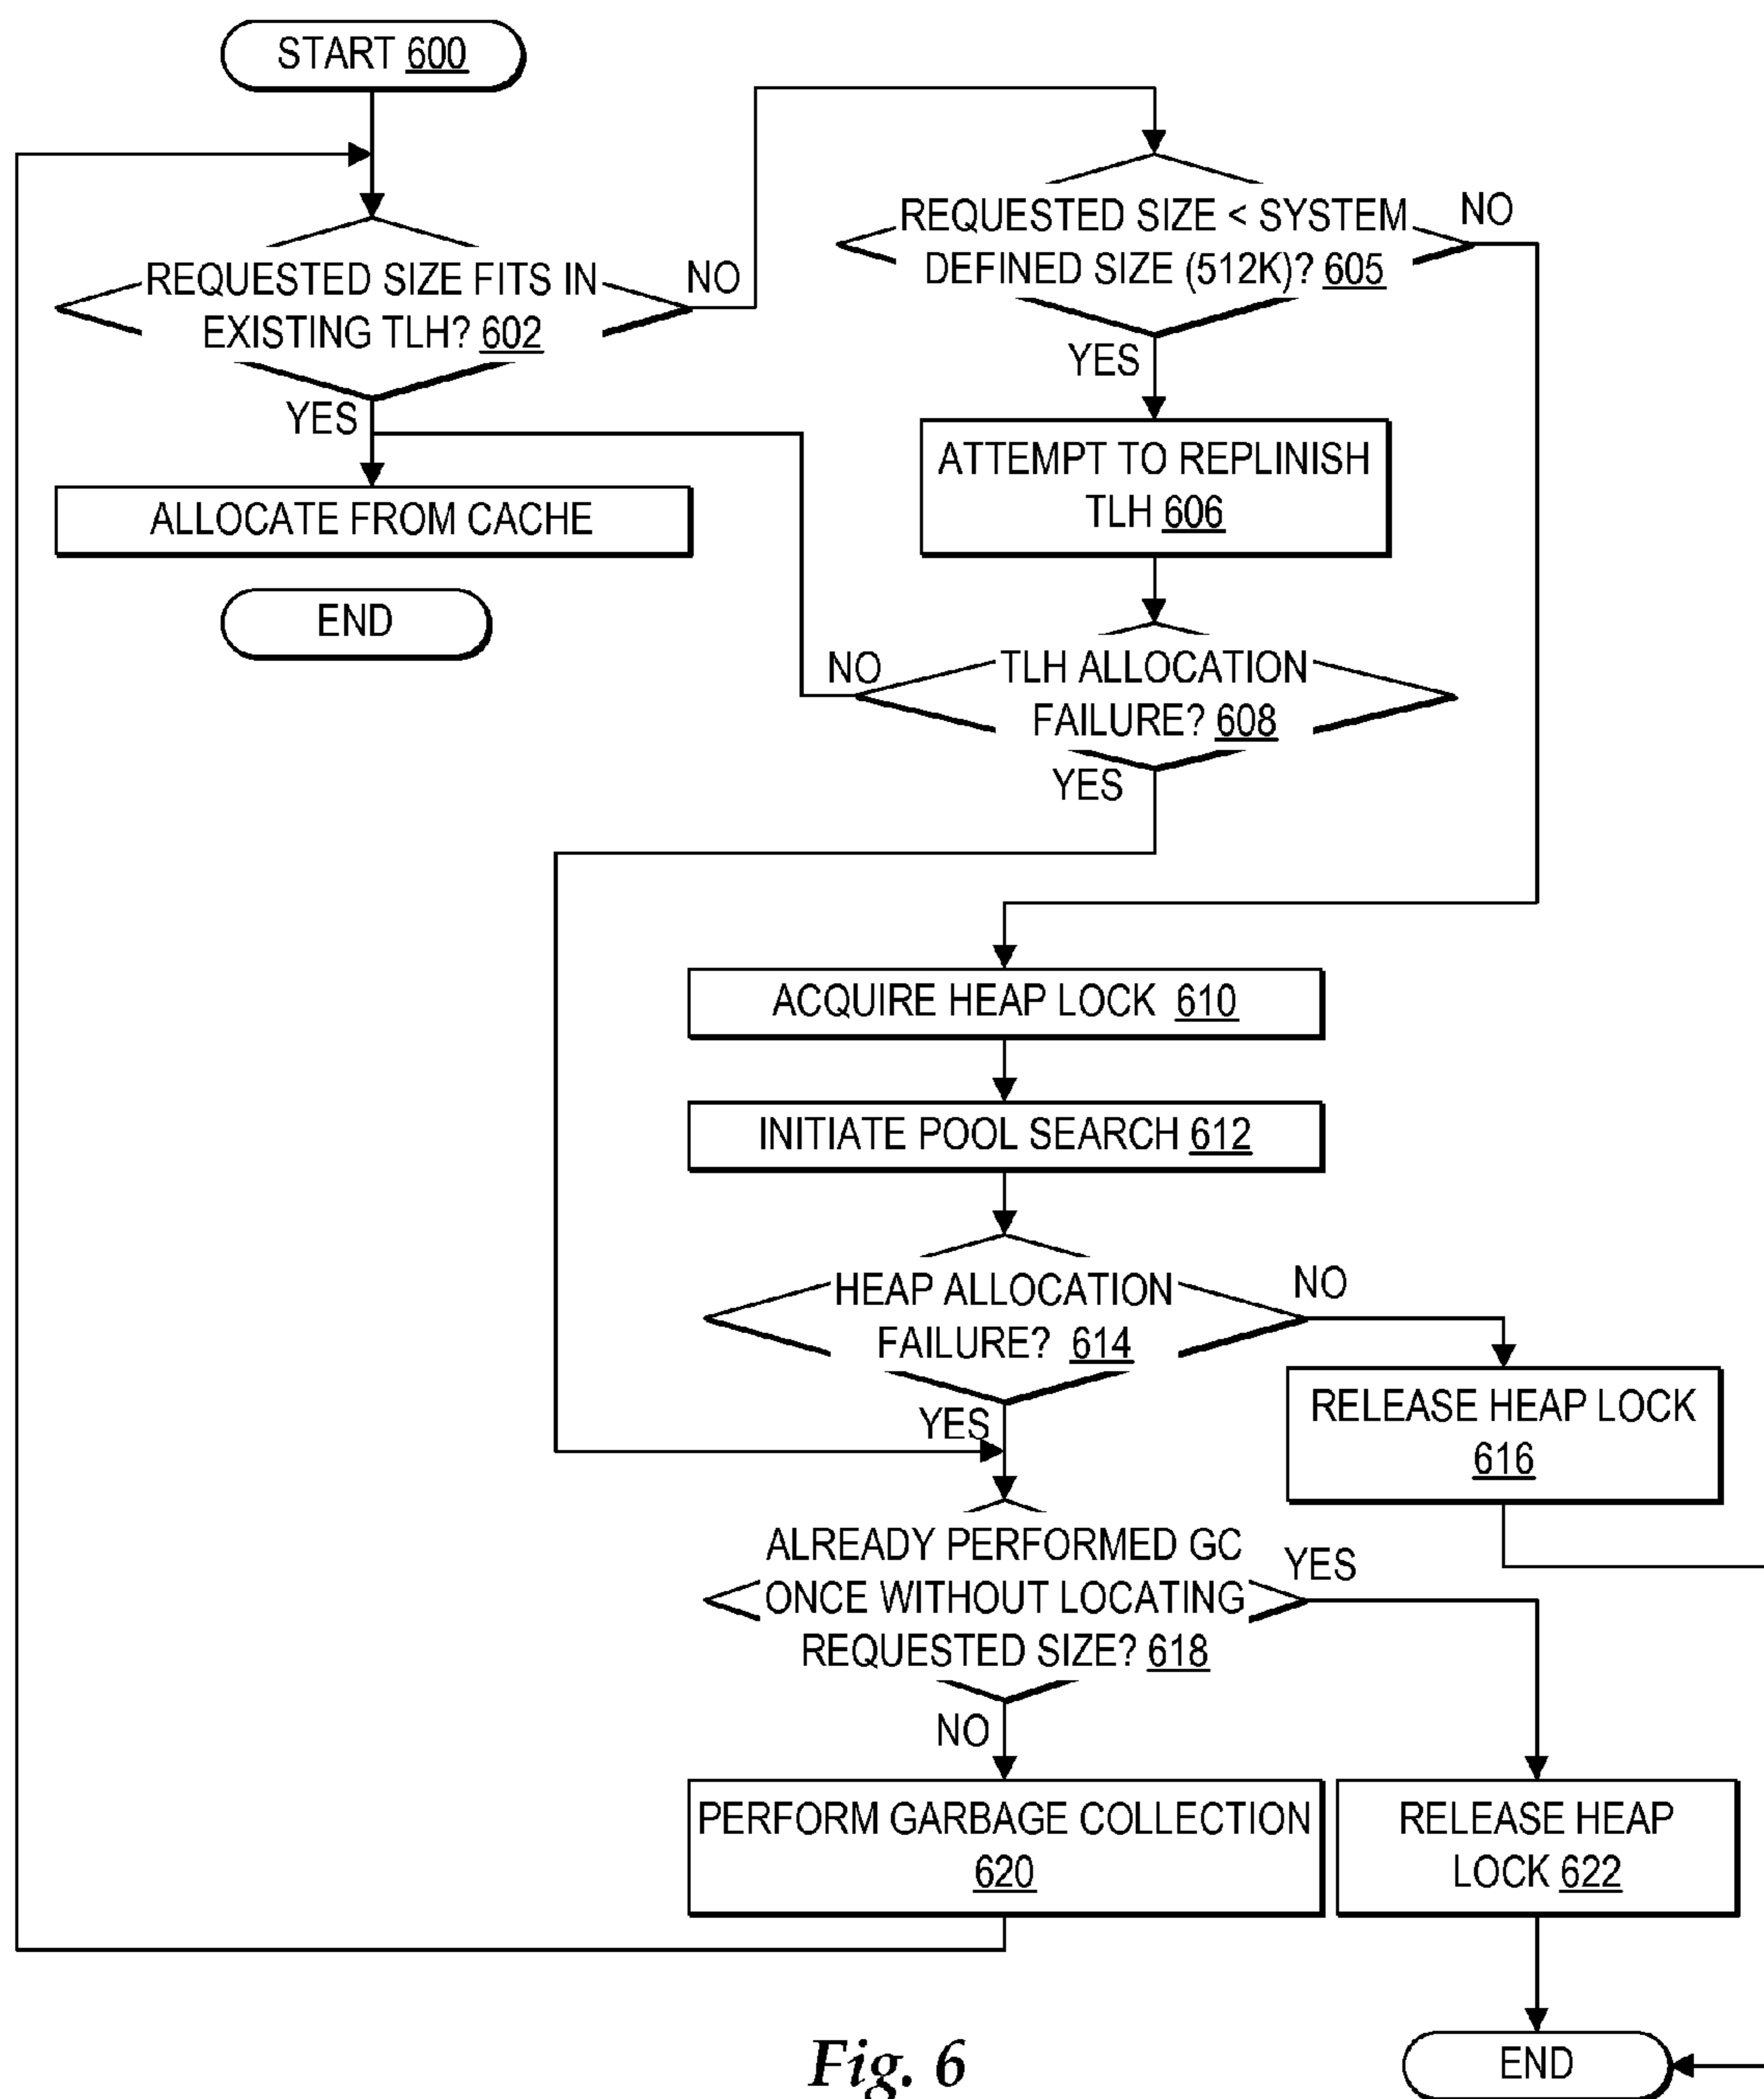 START 600
REQUESTED SIZE FITS IN
EXISTING TLH? 602
NO
YES
ALLOCATE FROM CACHE
END
REQUESTED SIZE < SYSTEM
DEFINED SIZE (512K)? 605
NO
YES
ATTEMPT TO REPLINISH
TLH 606
TLH ALLOCATION
FAILURE? 608
NO
YES
ACQUIRE HEAP LOCK 610
INITIATE POOL SEARCH 612
HEAP ALLOCATION
FAILURE? 614
NO
YES
RELEASE HEAP LOCK
616
ALREADY PERFORMED GC
ONCE WITHOUT LOCATING
REQUESTED SIZE? 618
YES
NO
PERFORM GARBAGE COLLECTION
620
RELEASE HEAP
LOCK 622
END
Fig. 6